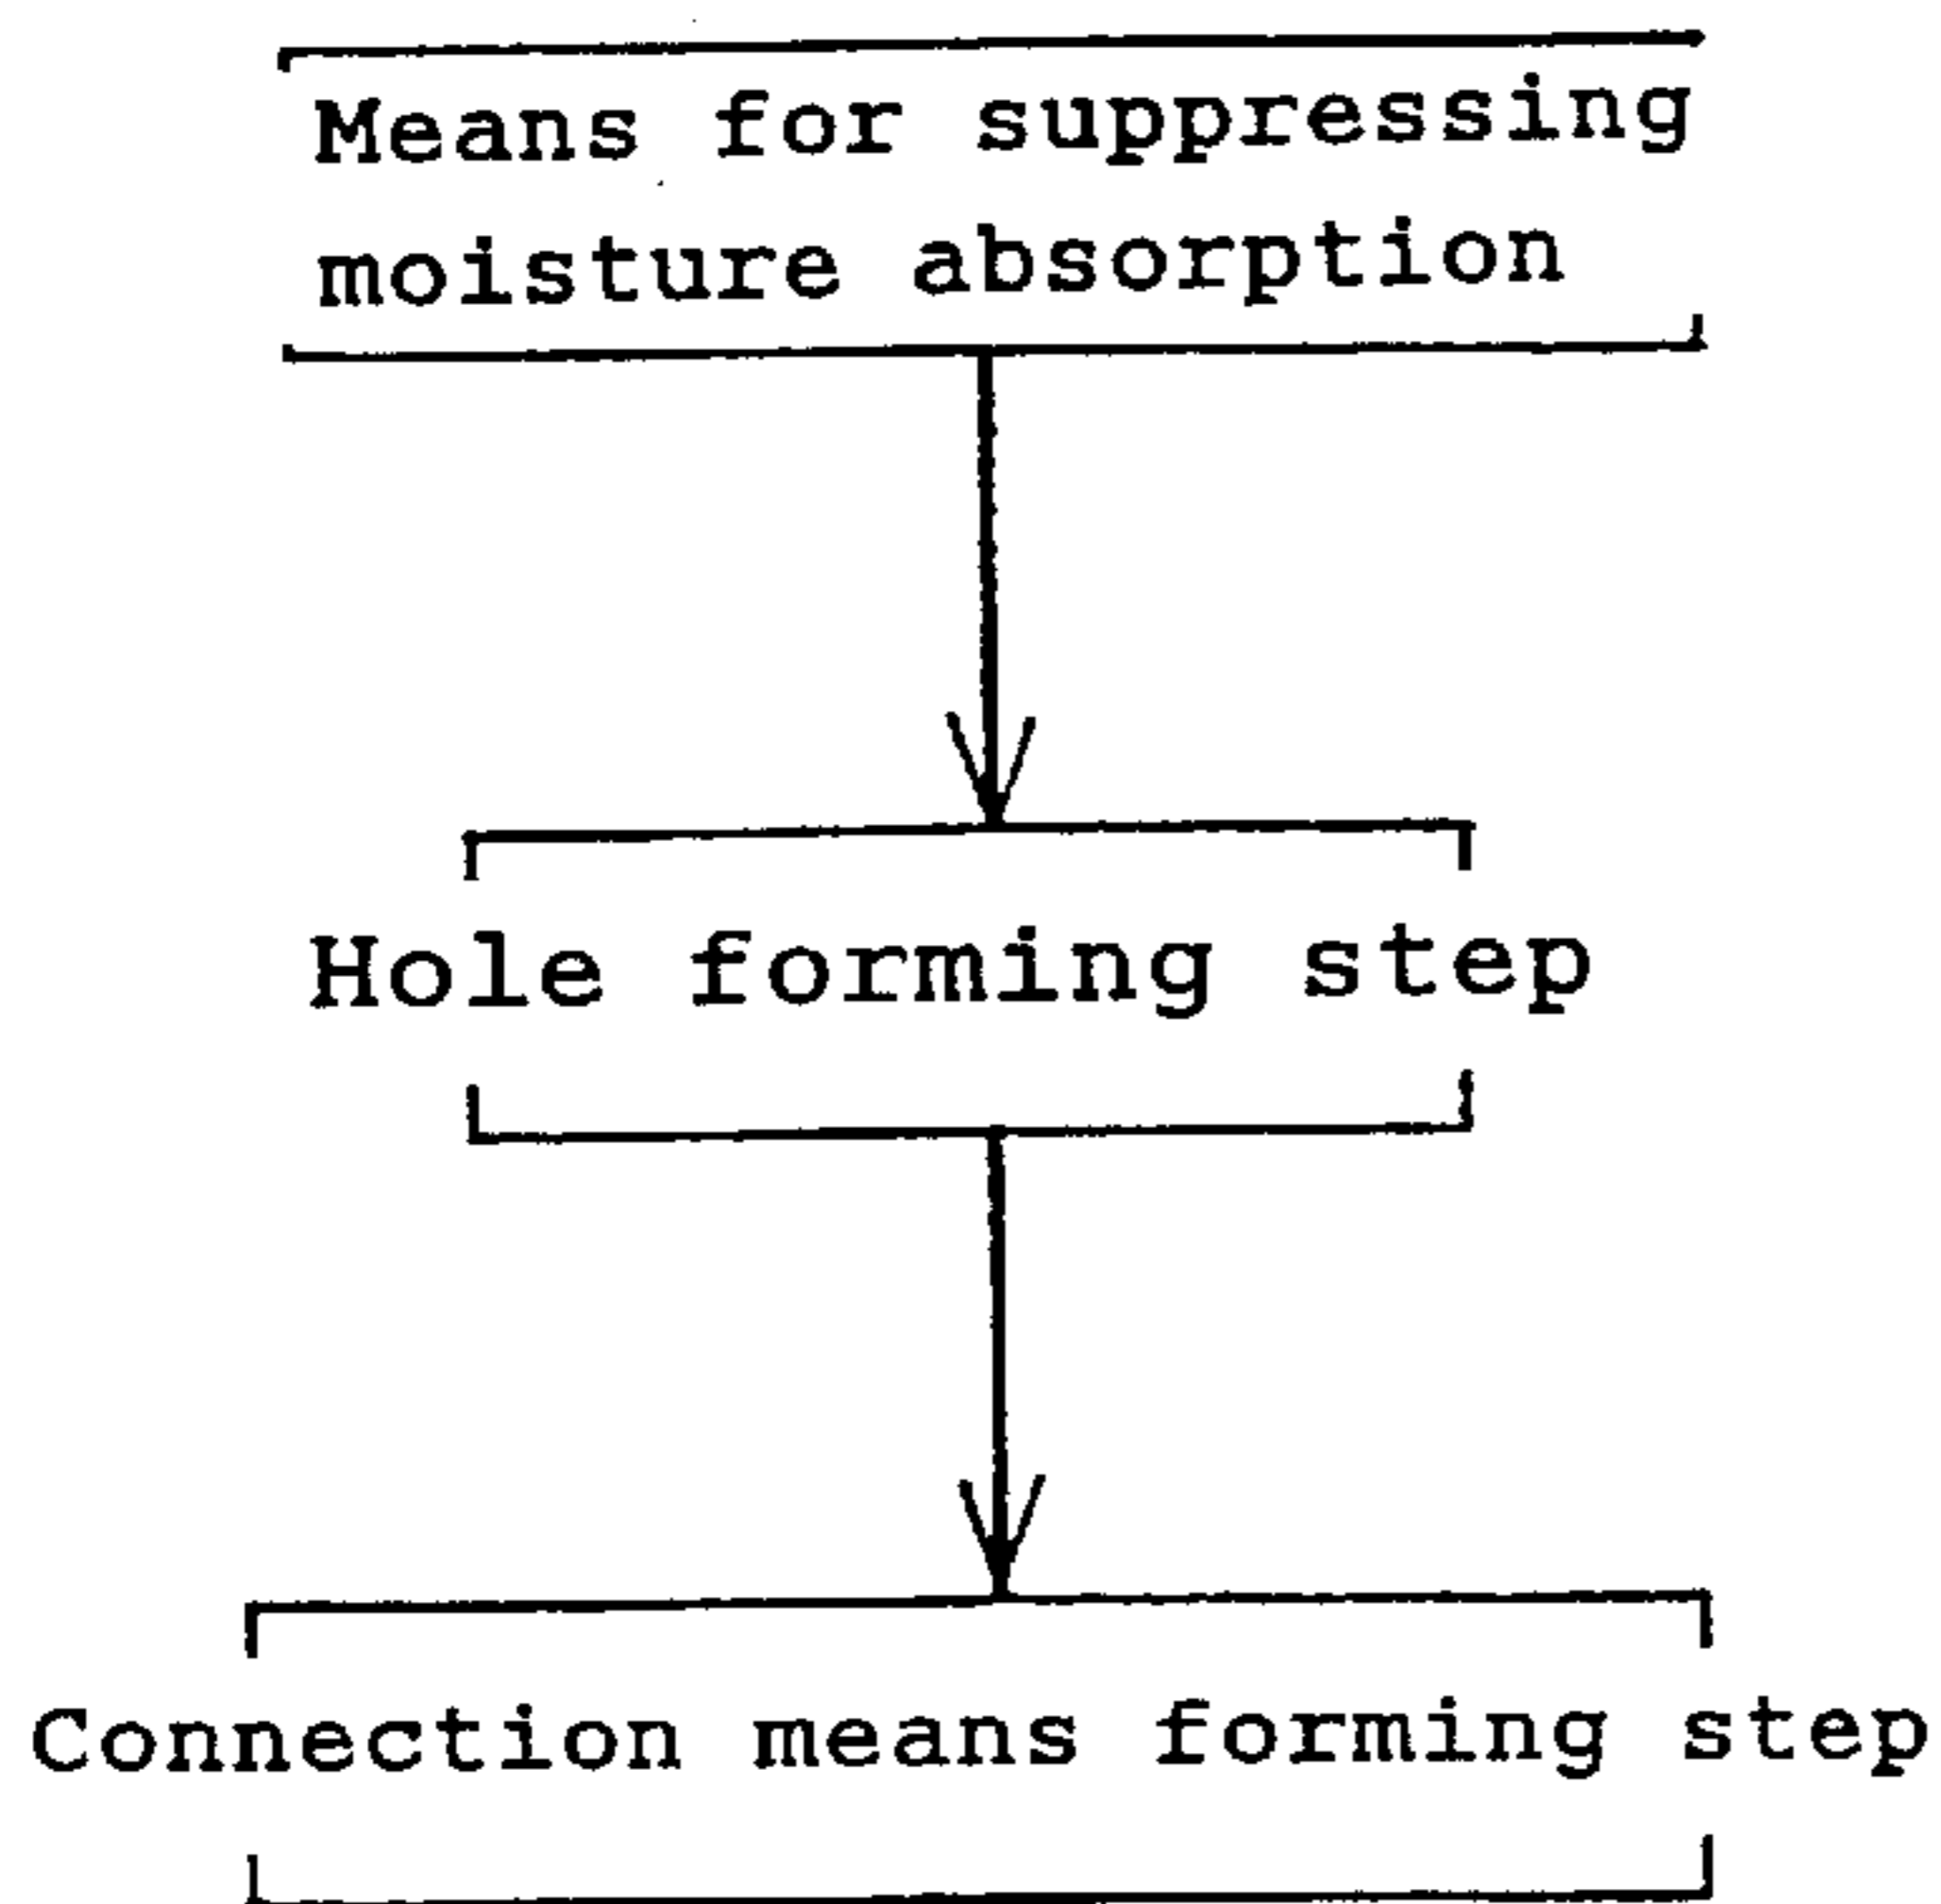 Means for suppressing
moisture absorption
Hole forming step
Connection means forming step